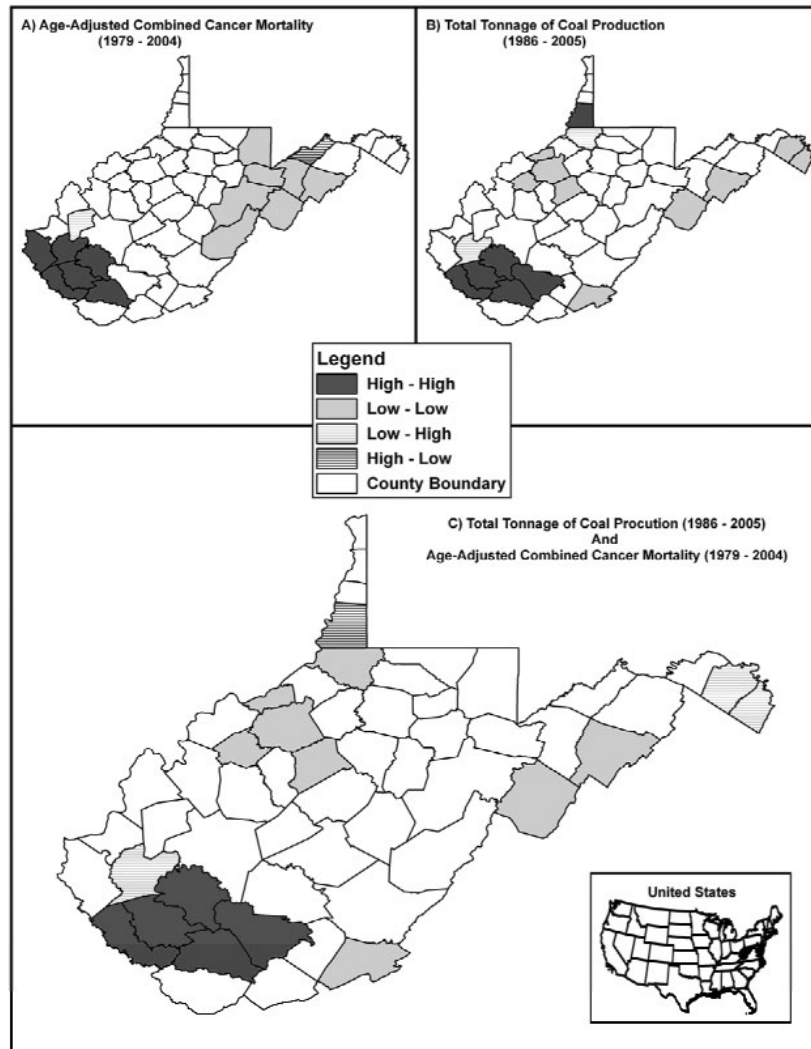 A) Age-Adjusted Combined Cancer Mortality
(1979 - 2004)
B) Total Tonnage of Coal Production
(1986 - 2005)
Legend
High - High
Low - Low
Low - High
High - Low
County Boundary
C) Total Tonnage of Coal Procution (1986 - 2005)
And
Age-Adjusted Combined Cancer Mortality (1979 - 2004)
United States